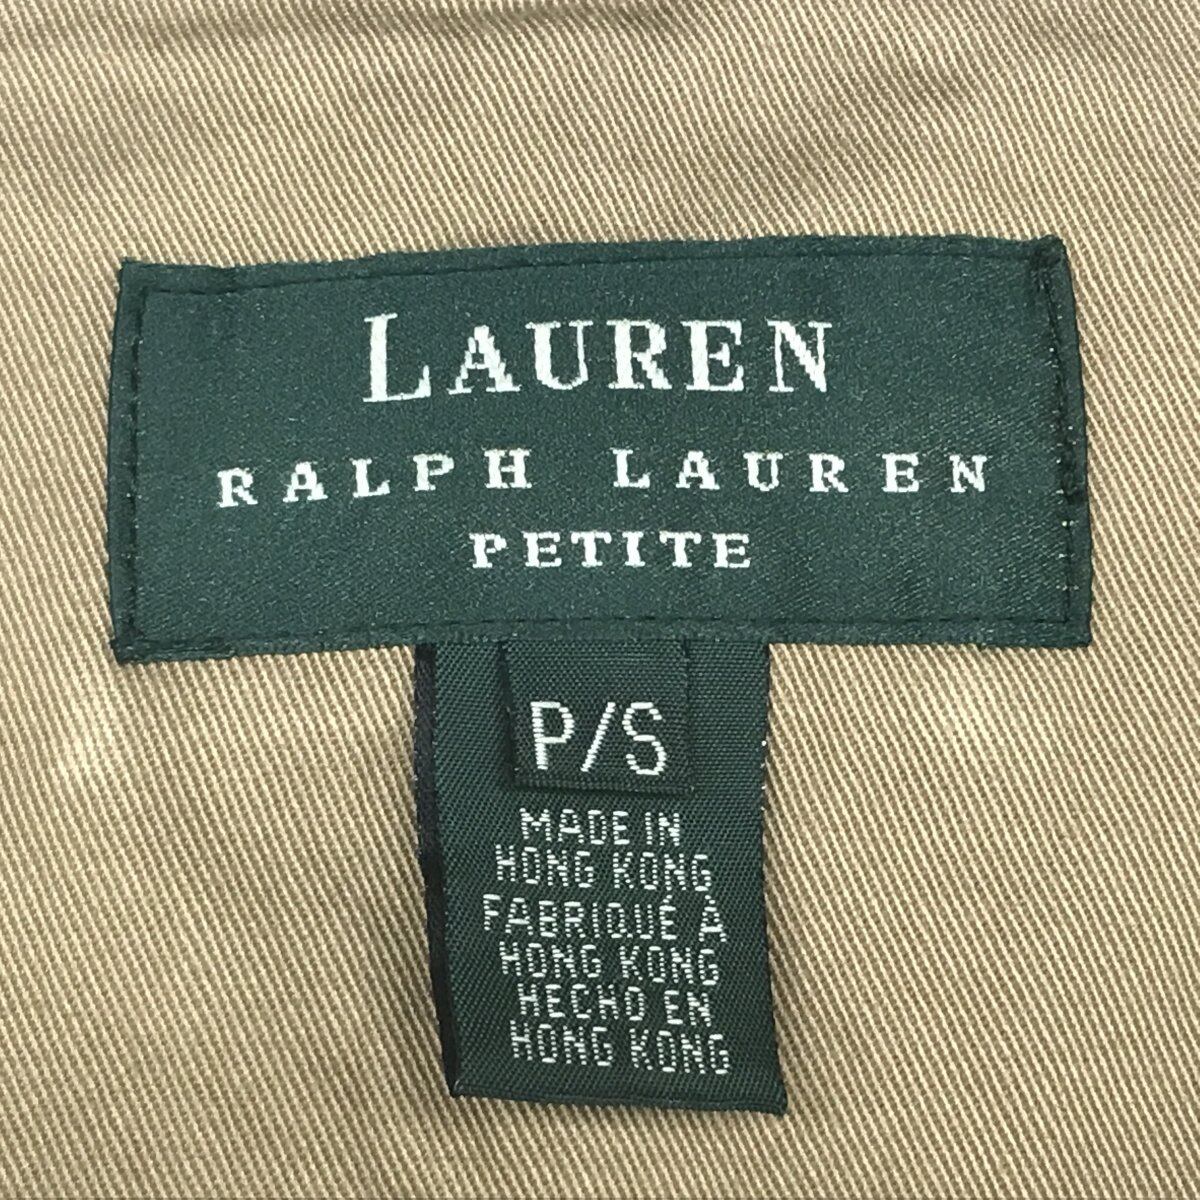 LAUREN
RALPH LAUREN
PETITE
P/S
MADE IN
HONG KONG
FABRIQUÉ À
HONG KONG
HECHO EN
HONG KONG